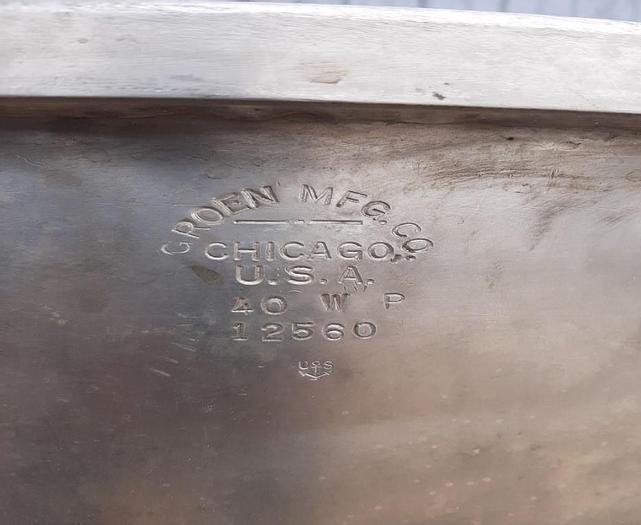 GROEN MFG. CO.
CHICAGO,
U.S.A.
40 W P
12560
U S